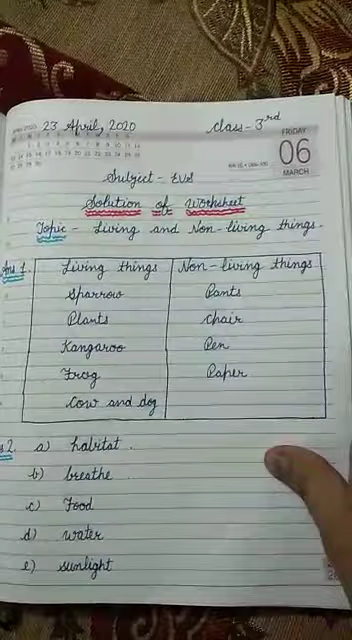 23 April, 2020
class - 3rd
FRIDAY
06
MARCH
Subject - EVS
Solution of Worksheet
Topic - Living and Non-living things.
Ans 1. Living things Non-living things
Sparrow Pants
Plants chair
Kangaroo Pen
Frog Paper
Cow and dog
2. a) habitat.
b) breathe
c) Food
d) water
e) sunlight